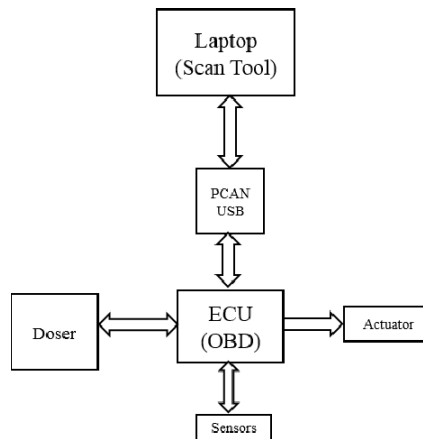 Laptop
(Scan Tool)
PCAN
USB
Doser
ECU
(OBD)
Actuator
Sensors